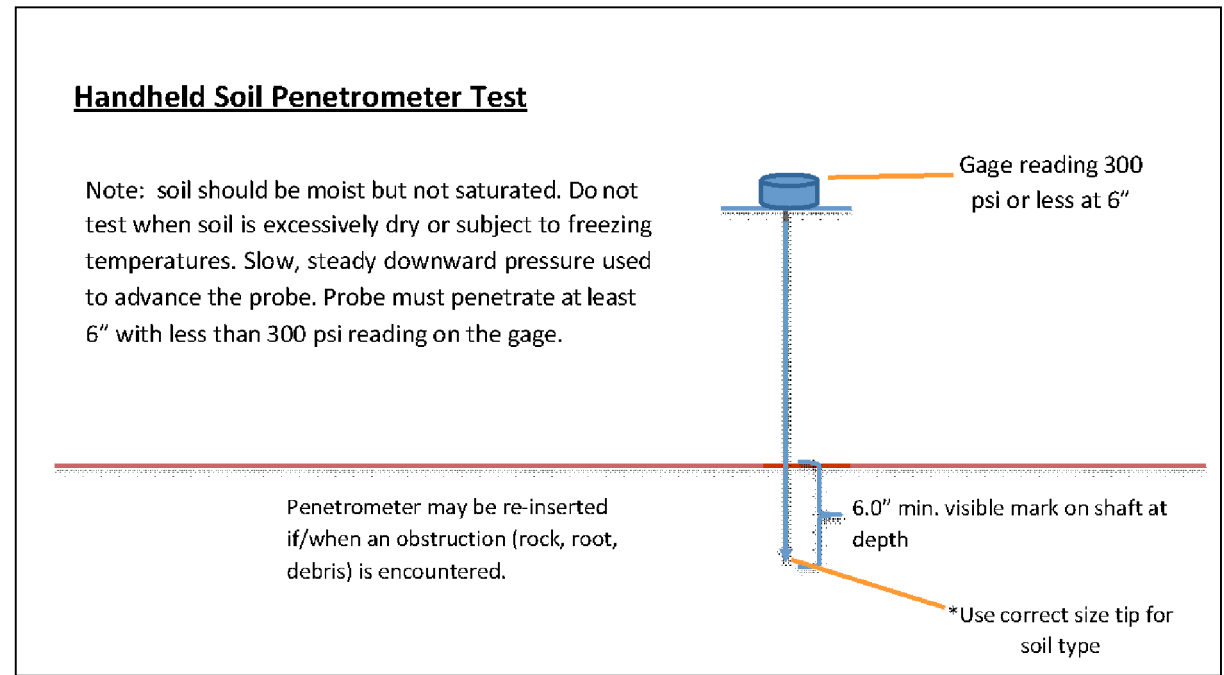 Handheld Soil Penetrometer Test
Note:  soil should be moist but not saturated. Do not
test when soil is excessively dry or subject to freezing
temperatures. Slow, steady downward pressure used
to advance the probe. Probe must penetrate at least
6” with less than 300 psi reading on the gage.
Gage reading 300
psi or less at 6”
Penetrometer may be re-inserted
if/when an obstruction (rock, root,
debris) is encountered.
6.0” min. visible mark on shaft at
depth
*Use correct size tip for
soil type